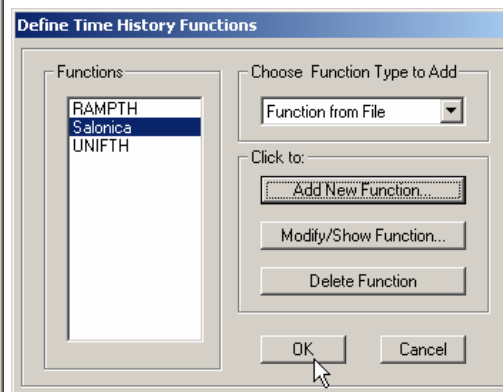 Define Time History Functions
Functions
RAMPTH
Salonica
UNIFTH
Choose Function Type to Add
Function from File
Click to:
Add New Function...
Modify/Show Function...
Delete Function
OK
Cancel